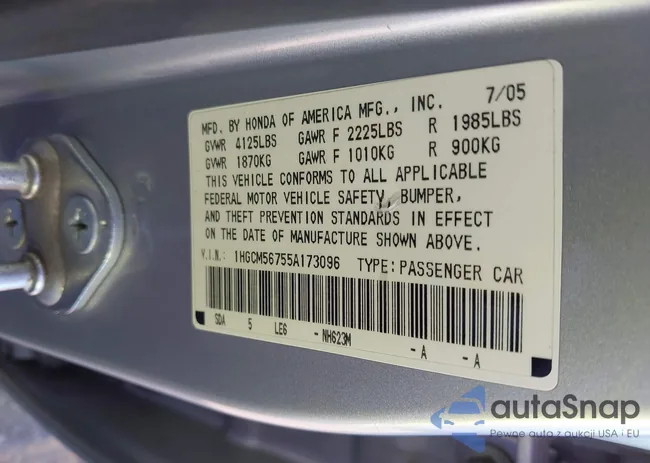 MFD. BY HONDA OF AMERICA MFG., INC. 7/05
GVWR 4125LBS GAWR F 2225LBS R 1985LBS
GVWR 1870KG GAWR F 1010KG R 900KG
THIS VEHICLE CONFORMS TO ALL APPLICABLE
FEDERAL MOTOR VEHICLE SAFETY, BUMPER,
AND THEFT PREVENTION STANDARDS IN EFFECT
ON THE DATE OF MANUFACTURE SHOWN ABOVE.
V.I.N: 1HGCM56755A173096 TYPE: PASSENGER CAR
SDA 5 LE6 -NH623M -A -A
autaSnap
Pewne auta z aukcji USA i EU